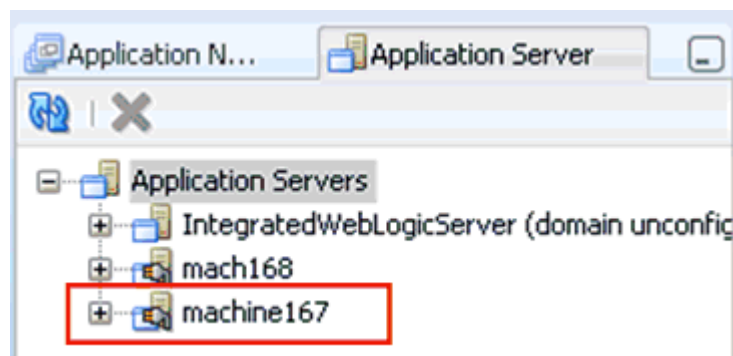 Application N... Application Server
Application Servers
IntegratedWebLogicServer (domain unconfig
mach168
machine167